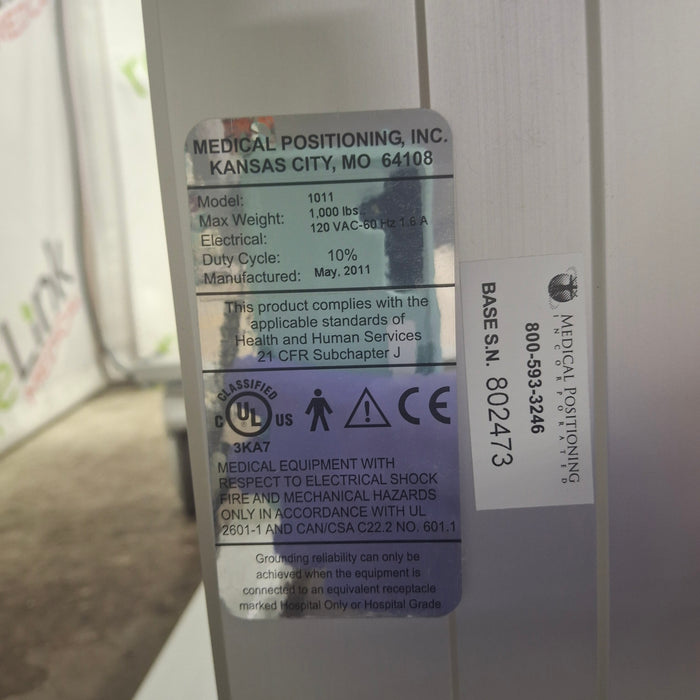 MEDICAL POSITIONING, INC.
KANSAS CITY, MO 64108
Model: 1011
Max Weight: 1,000 lbs.
Electrical: 120 VAC-60 Hz 1.6 A
Duty Cycle: 10%
Manufactured: May, 2011
This product complies with the
applicable standards of
Health and Human Services
21 CFR Subchapter J
CLASSIFIED
C UL US CE
3KA7
MEDICAL EQUIPMENT WITH
RESPECT TO ELECTRICAL SHOCK
FIRE AND MECHANICAL HAZARDS
ONLY IN ACCORDANCE WITH UL
2601-1 AND CAN/CSA C22.2 NO. 601.1
Grounding reliability can only be
achieved when the equipment is
connected to an equivalent receptacle
marked Hospital Only or Hospital Grade
MEDICAL POSITIONING
INCORPORATED
800-593-3246
BASE S.N. 802473
eLink